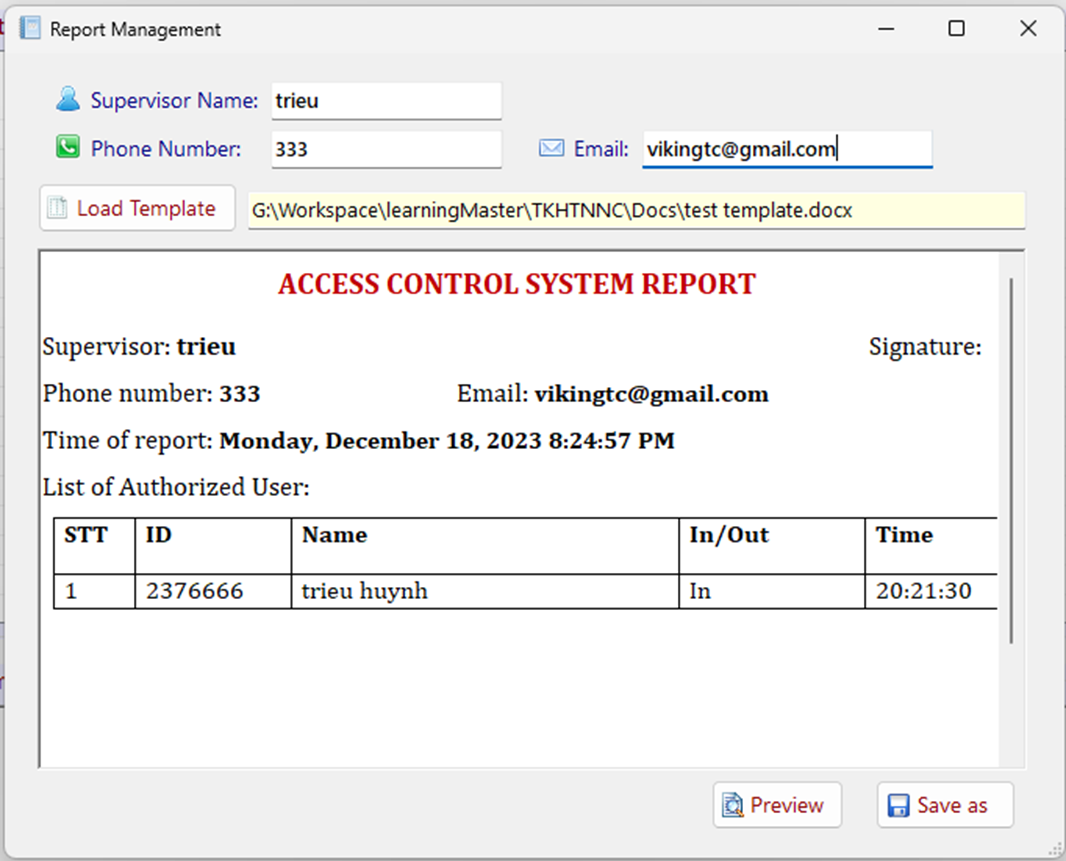 Report Management
Supervisor Name: trieu
Phone Number: 333 Email: vikingtc@gmail.com
Load Template G:\Workspace\learningMaster\TKHTNNC\Docs\test template.docx
ACCESS CONTROL SYSTEM REPORT
Supervisor: trieu Signature:
Phone number: 333 Email: vikingtc@gmail.com
Time of report: Monday, December 18, 2023 8:24:57 PM
List of Authorized User:
STT ID Name In/Out Time
1 2376666 trieu huynh In 20:21:30
Preview Save as